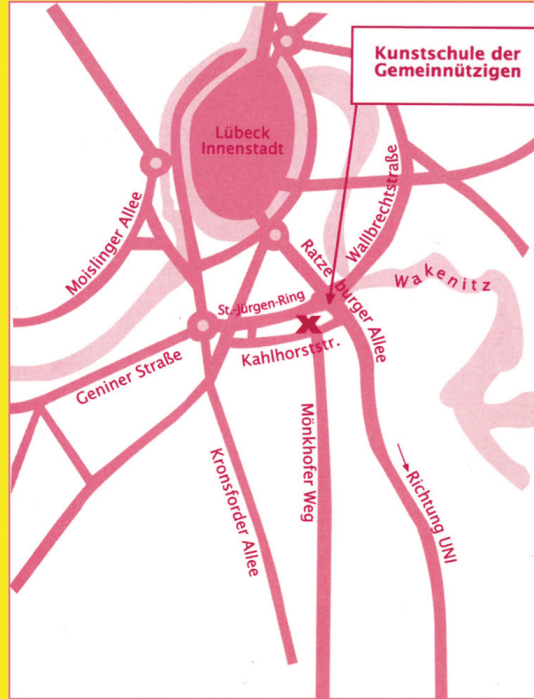 Kunstschule der
Gemeinnützigen
Lübeck
Innenstadt
Moislinger Allee
Wallbrechtstraße
Ratzeburger Allee
Wakenitz
St.-Jürgen-Ring
Kahlhorststr.
Geniner Straße
Mönkhofer Weg
Kronsforder Allee
Richtung UNI